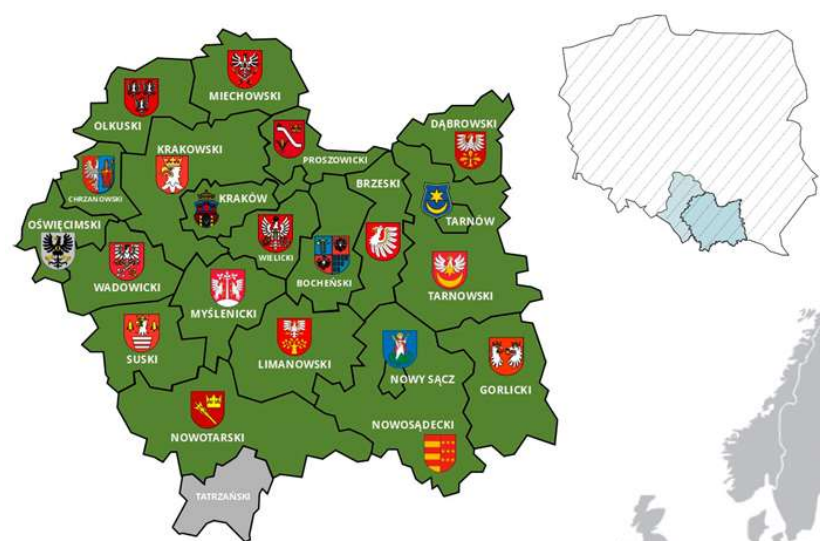 MIECHOWSKI
OLKUSKI
DĄBROWSKI
KRAKOWSKI
PROSZOWICKI
BRZESKI
CHRZANOWSKI
KRAKÓW
TARNÓW
OŚWIĘCIMSKI
WIELICKI
BOCHEŃSKI
WADOWICKI
TARNOWSKI
MYŚLENICKI
SUSKI
LIMANOWSKI
NOWY SĄCZ
GORLICKI
NOWOTARSKI
NOWOSĄDECKI
TATRZAŃSKI